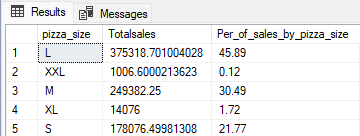 Results Messages
pizza_size Totalsales Per_of_sales_by_pizza_size
1 L 375318.701004028 45.89
2 XXL 1006.6000213623 0.12
3 M 249382.25 30.49
4 XL 14076 1.72
5 S 178076.49981308 21.77